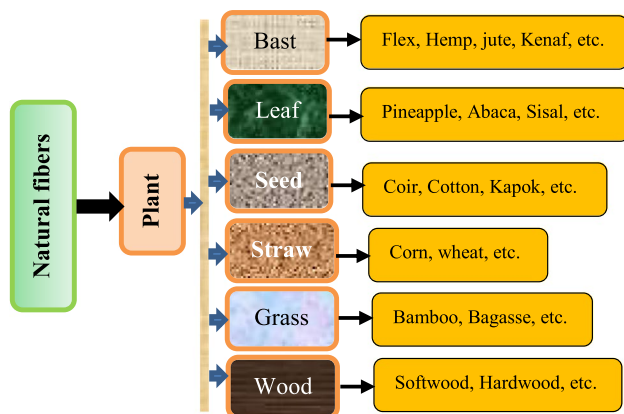 Natural fibers
Plant
Bast
Flex, Hemp, jute, Kenaf, etc.
Leaf
Pineapple, Abaca, Sisal, etc.
Seed
Coir, Cotton, Kapok, etc.
Straw
Corn, wheat, etc.
Grass
Bamboo, Bagasse, etc.
Wood
Softwood, Hardwood, etc.